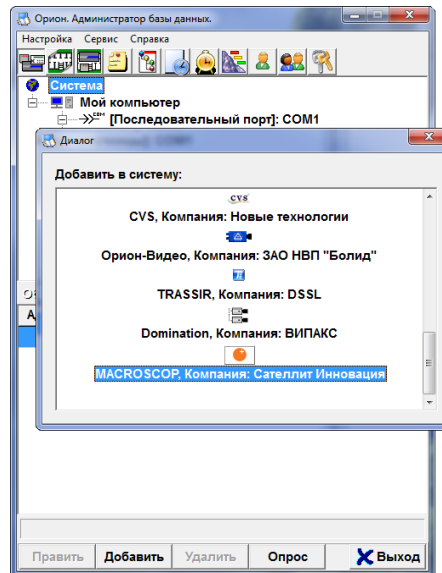 Орион. Администратор базы данных.
Настройка Сервис Справка
Система
Мой компьютер
[Последовательный порт]: COM1
Диалог
Добавить в систему:
CVS
CVS, Компания: Новые технологии
Орион-Видео, Компания: ЗАО НВП "Болид"
TRASSIR, Компания: DSSL
Domination, Компания: ВИПАКС
MACROSCOP, Компания: Сателлит Инновация
Править Добавить Удалить Опрос Выход